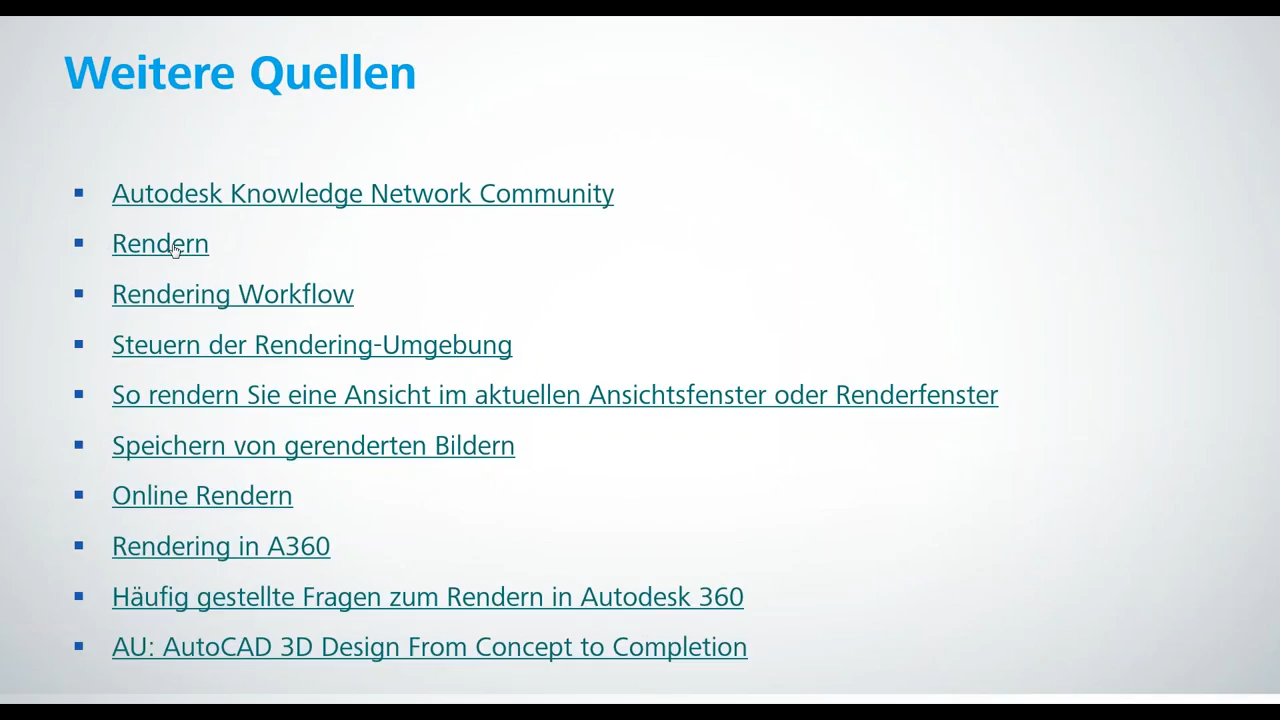 Weitere Quellen
Autodesk Knowledge Network Community
Rendern
Rendering Workflow
Steuern der Rendering-Umgebung
So rendern Sie eine Ansicht im aktuellen Ansichtsfenster oder Renderfenster
Speichern von gerenderten Bildern
Online Rendern
Rendering in A360
Häufig gestellte Fragen zum Rendern in Autodesk 360
AU: AutoCAD 3D Design From Concept to Completion